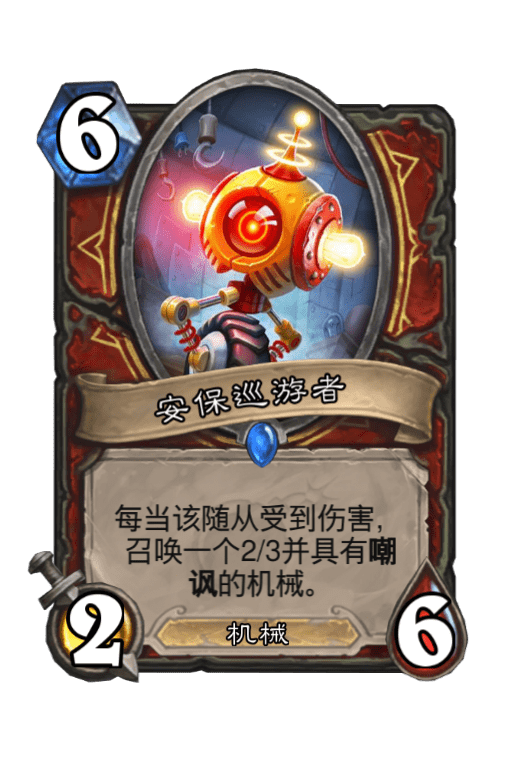 6
安保巡游者
每当该随从受到伤害，
召唤一个2/3并具有嘲
讽的机械。
2
机械
6